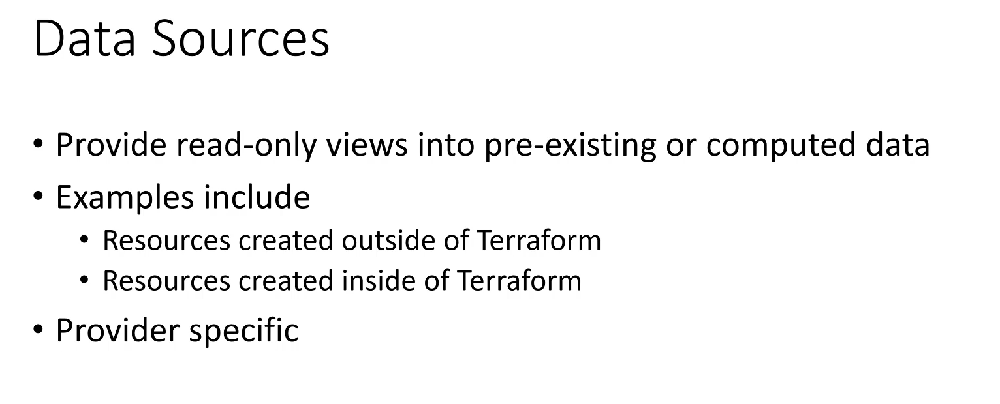 Data Sources
• Provide read-only views into pre-existing or computed data
• Examples include
• Resources created outside of Terraform
• Resources created inside of Terraform
• Provider specific